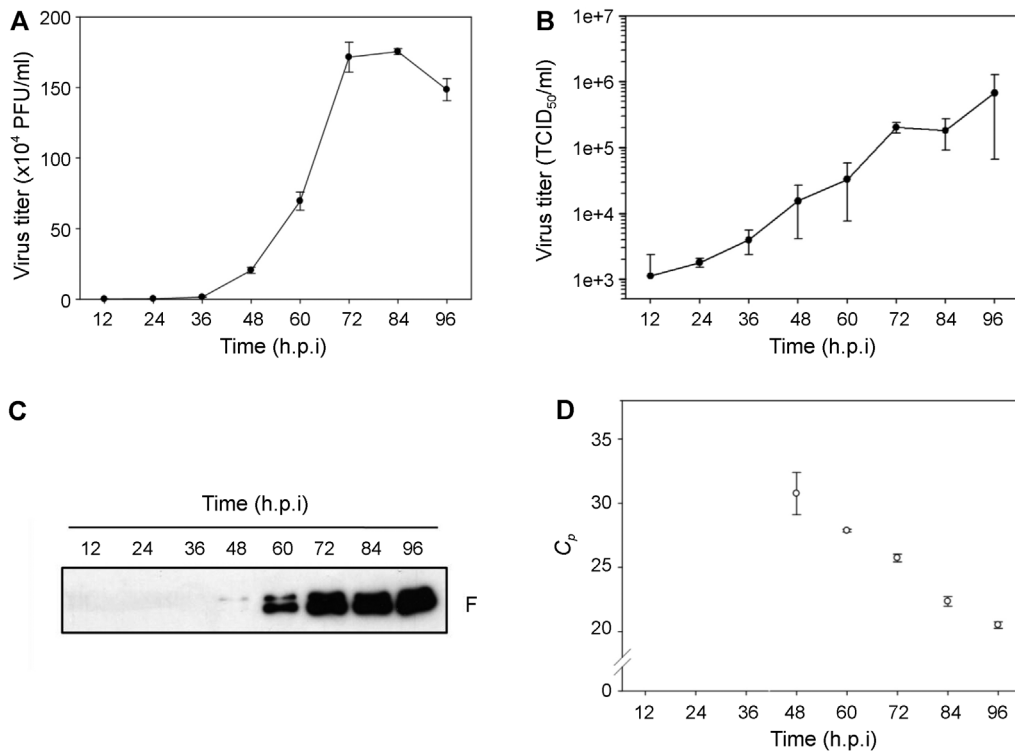 A
200
150
100
50
0
Virus titer (x10⁴ PFU/ml)
12 24 36 48 60 72 84 96
Time (h.p.i)
B
1e+7
1e+6
1e+5
1e+4
1e+3
Virus titer (TCID₅₀/ml)
12 24 36 48 60 72 84 96
Time (h.p.i)
C
Time (h.p.i)
12 24 36 48 60 72 84 96
F
D
35
30
25
20
0
Cₚ
12 24 36 48 60 72 84 96
Time (h.p.i)